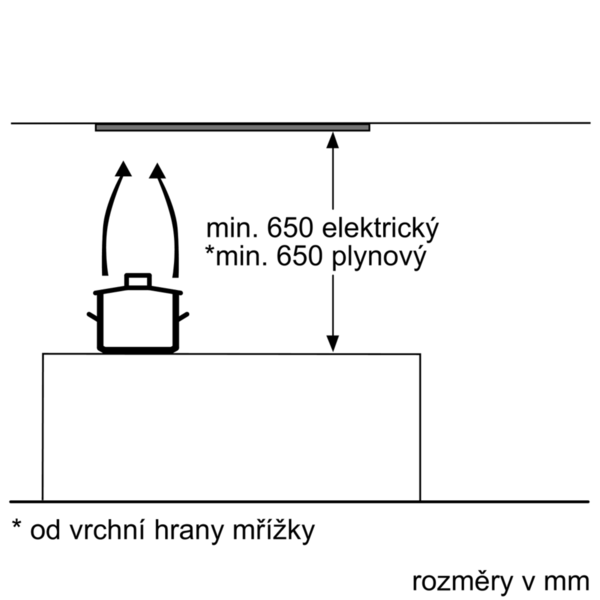 min. 650 elektrický
*min. 650 plynový
* od vrchní hrany mřížky
rozměry v mm